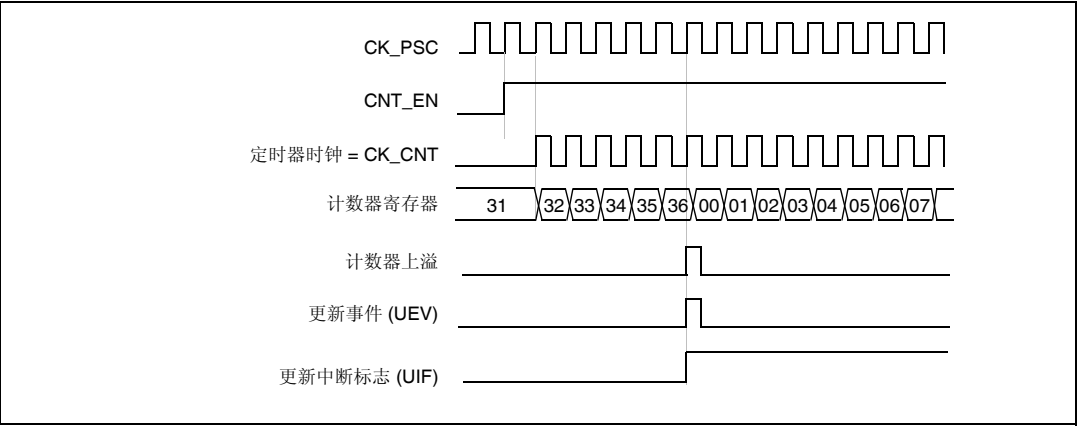 CK_PSC
CNT_EN
定时器时钟 = CK_CNT
计数器寄存器 31 32 33 34 35 36 00 01 02 03 04 05 06 07
计数器上溢
更新事件 (UEV)
更新中断标志 (UIF)